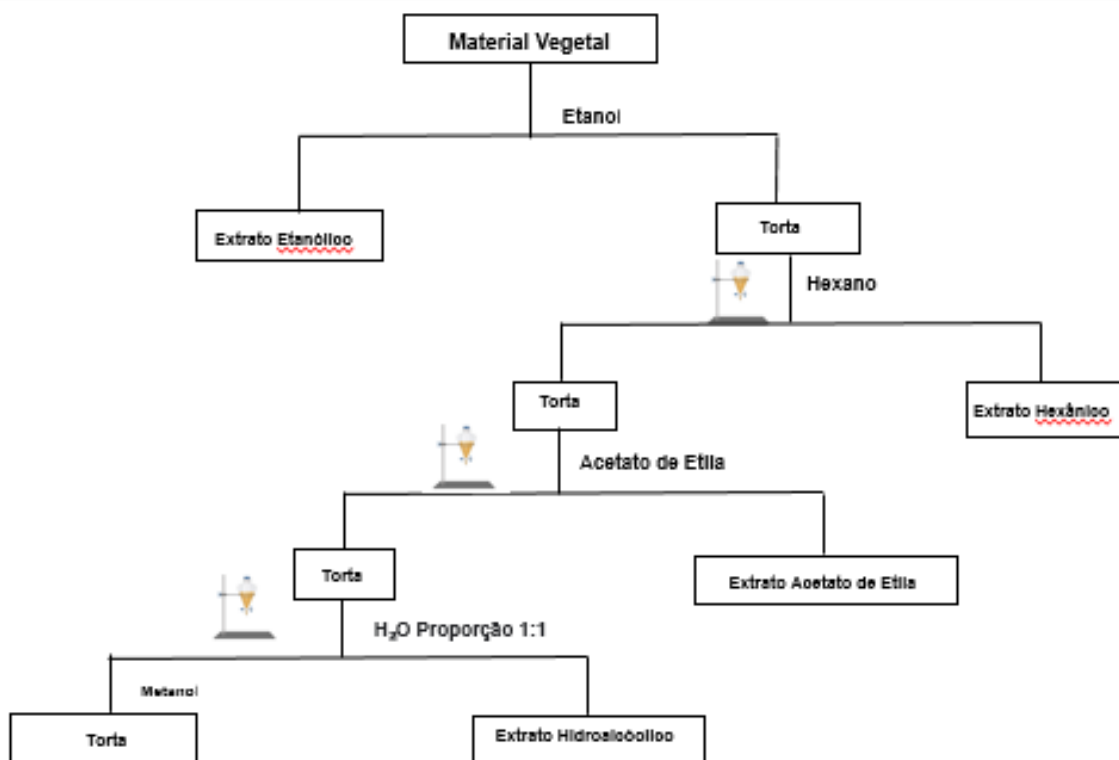 Material Vegetal
Etanol
Extrato Etanólico
Torta
Hexano
Torta
Extrato Hexânico
Acetato de Etila
Torta
Extrato Acetato de Etila
H₂O Proporção 1:1
Metanol
Torta
Extrato Hidroalcóolico